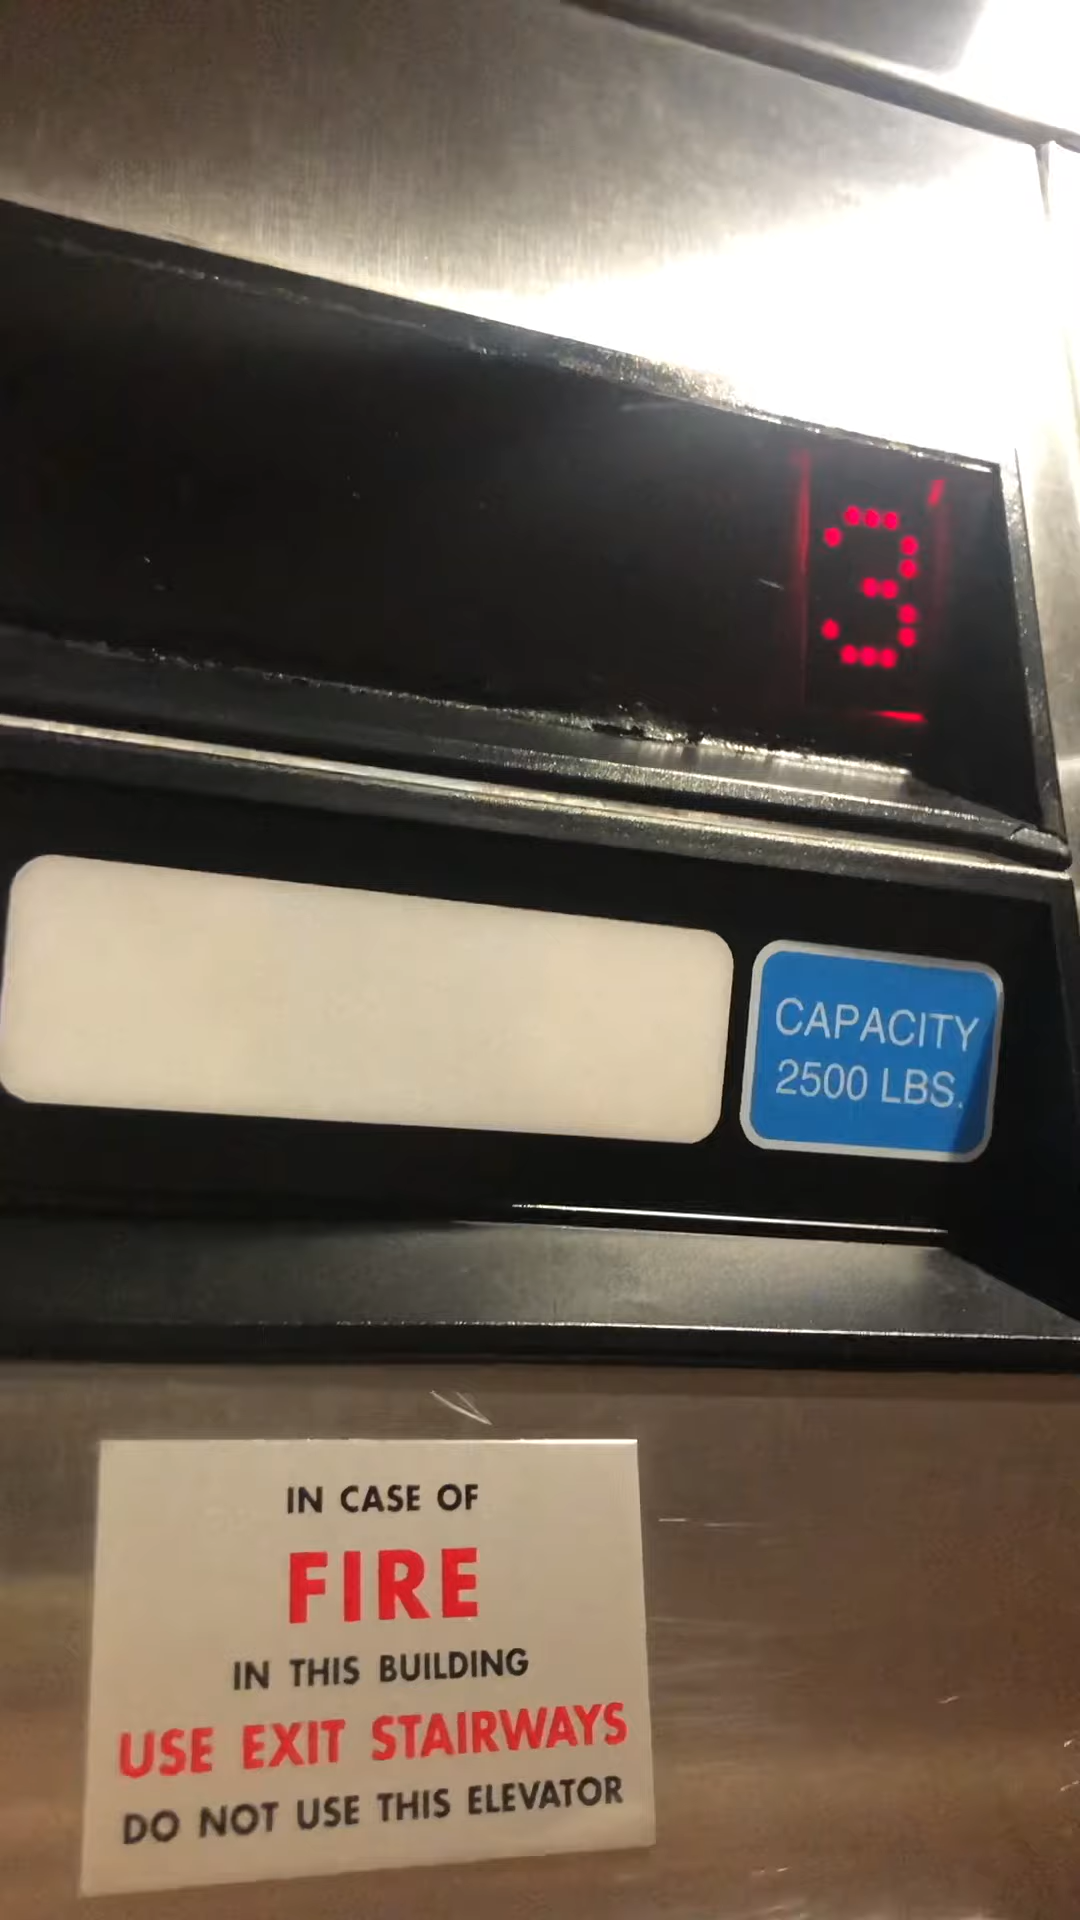 3
CAPACITY
2500 LBS.
IN CASE OF
FIRE
IN THIS BUILDING
USE EXIT STAIRWAYS
DO NOT USE THIS ELEVATOR